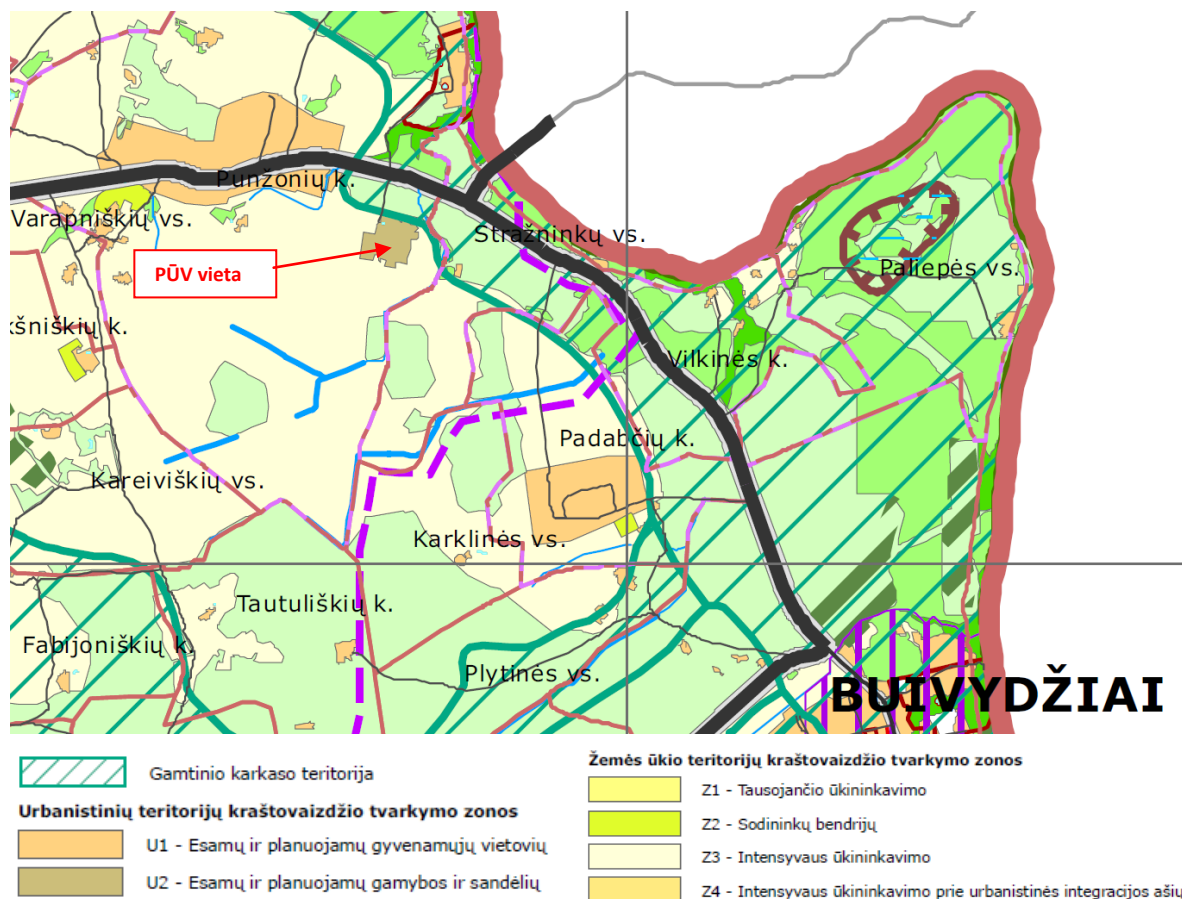 Punžonių k.
Varapniškių vs.
Stražninkų vs.
PŪV vieta
Paliepės vs.
kšniškių k.
Vilkinės k.
Padabčių k.
Kareiviškių vs.
Karklinės vs.
Tautuliškių k.
Fabijoniškių k.
Plytinės vs.
BUIVYDŽIAI
Gamtinio karkaso teritorija
Urbanistinių teritorijų kraštovaizdžio tvarkymo zonos
U1 - Esamų ir planuojamų gyvenamųjų vietovių
U2 - Esamų ir planuojamų gamybos ir sandėlių
Žemės ūkio teritorijų kraštovaizdžio tvarkymo zonos
Z1 - Tausojančio ūkininkavimo
Z2 - Sodininkų bendrijų
Z3 - Intensyvaus ūkininkavimo
Z4 - Intensyvaus ūkininkavimo prie urbanistinės integracijos ašių